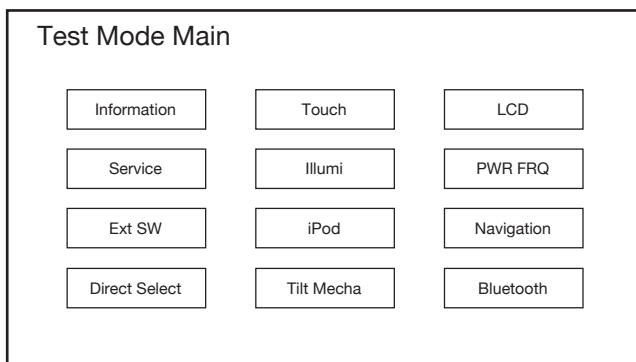 Test Mode Main
Information Touch LCD
Service Illumi PWR FRQ
Ext SW iPod Navigation
Direct Select Tilt Mecha Bluetooth